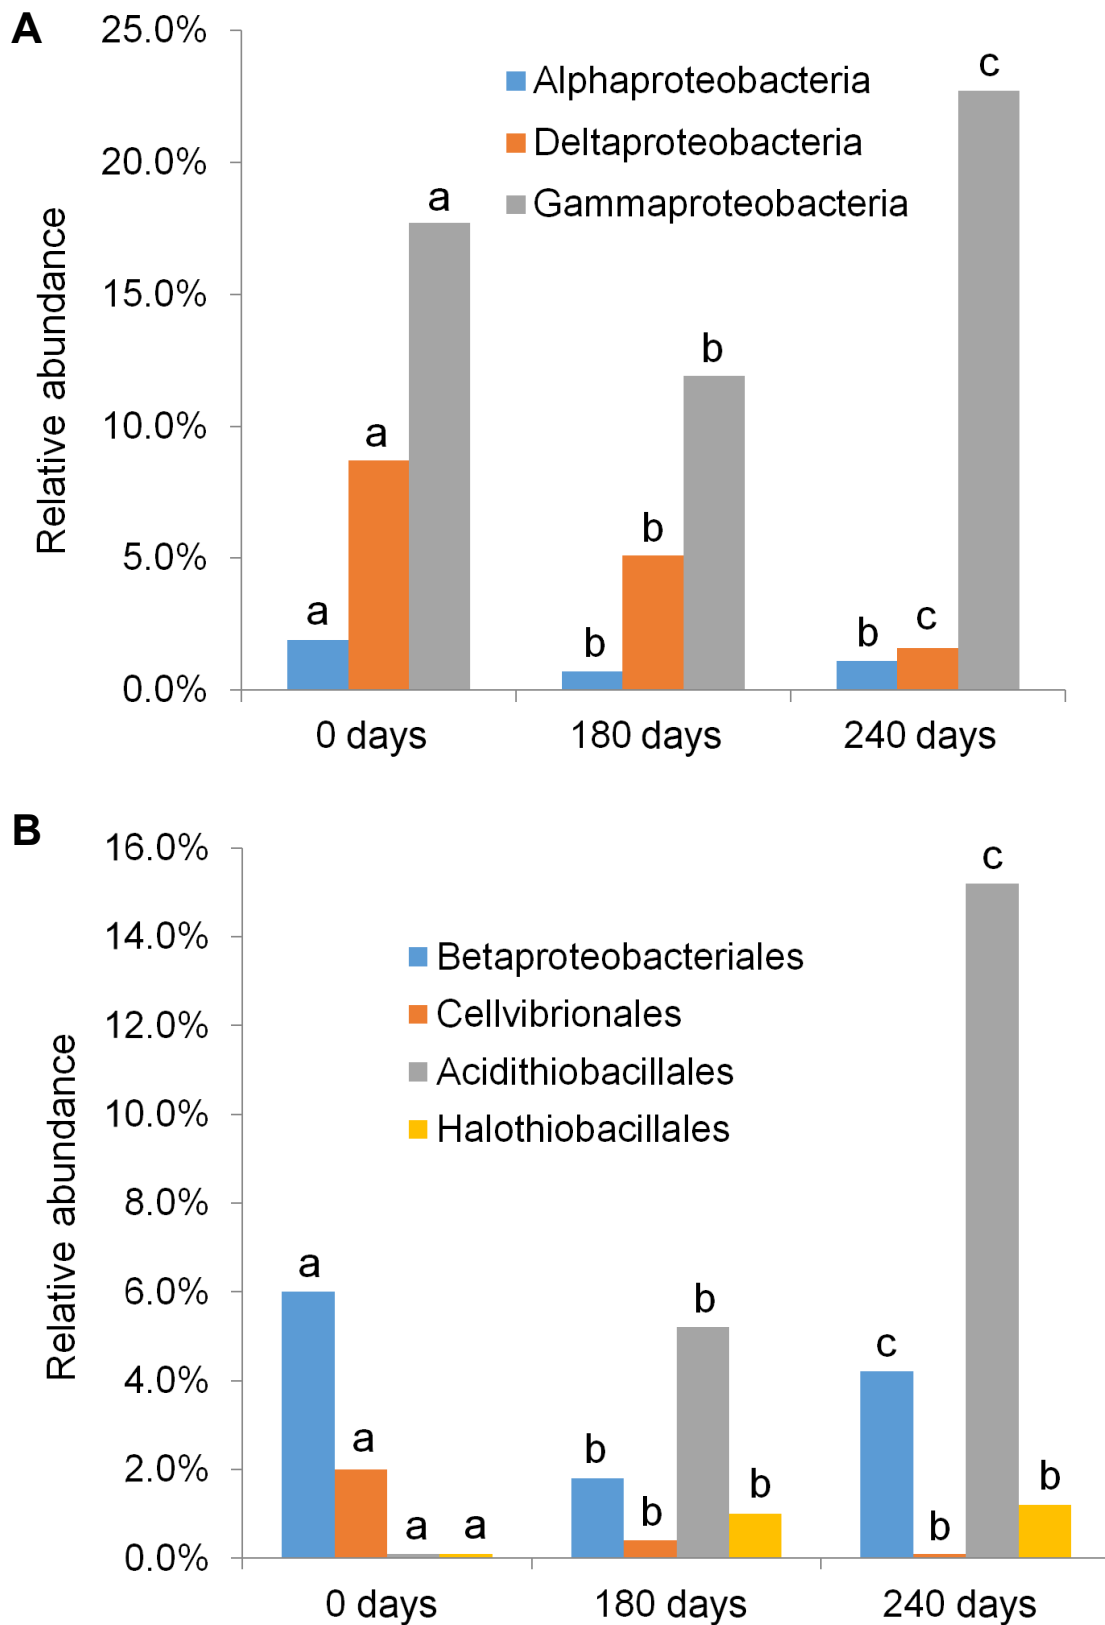 A
25.0%
20.0%
15.0%
10.0%
5.0%
0.0%
Relative abundance
Alphaproteobacteria
Deltaproteobacteria
Gammaproteobacteria
a
a
a
b
b
b
b
c
c
0 days
180 days
240 days
B
16.0%
14.0%
12.0%
10.0%
8.0%
6.0%
4.0%
2.0%
0.0%
Relative abundance
Betaproteobacteriales
Cellvibrionales
Acidithiobacillales
Halothiobacillales
a
a
a
a
b
b
b
b
c
b
c
b
0 days
180 days
240 days